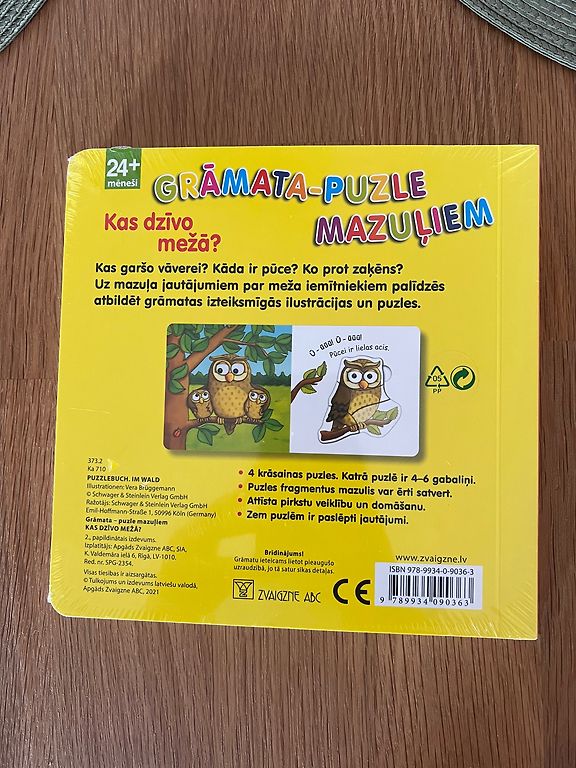 24+
mēneši
GRĀMATA-PUZLE
MAZUĻIEM
Kas dzīvo
mežā?
Kas garšo vāverei? Kāda ir pūce? Ko prot zaķēns?
Uz mazuļa jautājumiem par meža iemītniekiem palīdzēs
atbildēt grāmatas izteiksmīgās ilustrācijas un puzles.
Ū-ūūū! Ū-ūūū!
Pūcei ir lielas acis.
05
PP
• 4 krāsainas puzles. Katrā puzlē ir 4–6 gabaliņi.
• Puzles fragmentus mazulis var ērti satvert.
• Attīsta pirkstu veiklību un domāšanu.
• Zem puzlēm ir paslēpti jautājumi.
373.2
Ka 710
PUZZLEBUCH. IM WALD
Illustrationen: Vera Brüggemann
© Schwager & Steinlein Verlag GmbH
Ražotājs: Schwager & Steinlein Verlag GmbH
Emil-Hoffmann-Straße 1, 50996 Köln (Germany)
Grāmata – puzle mazuļiem
KAS DZĪVO MEŽĀ?
2., papildinātais izdevums.
Izplatītājs: Apgāds Zvaigzne ABC, SIA,
K. Valdemāra ielā 6, Rīgā, LV-1010.
Red. nr. SPG-2354.
Visas tiesības ir aizsargātas.
© Tulkojums un izdevums latviešu valodā,
Apgāds Zvaigzne ABC, 2021
Brīdinājums!
Grāmatu ieteicams lietot pieaugušo
uzraudzībā, jo tā satur sīkas detaļas.
ZVAIGZNE ABC
CE
www.zvaigzne.lv
ISBN 978-9934-0-9036-3
9 789934 090363